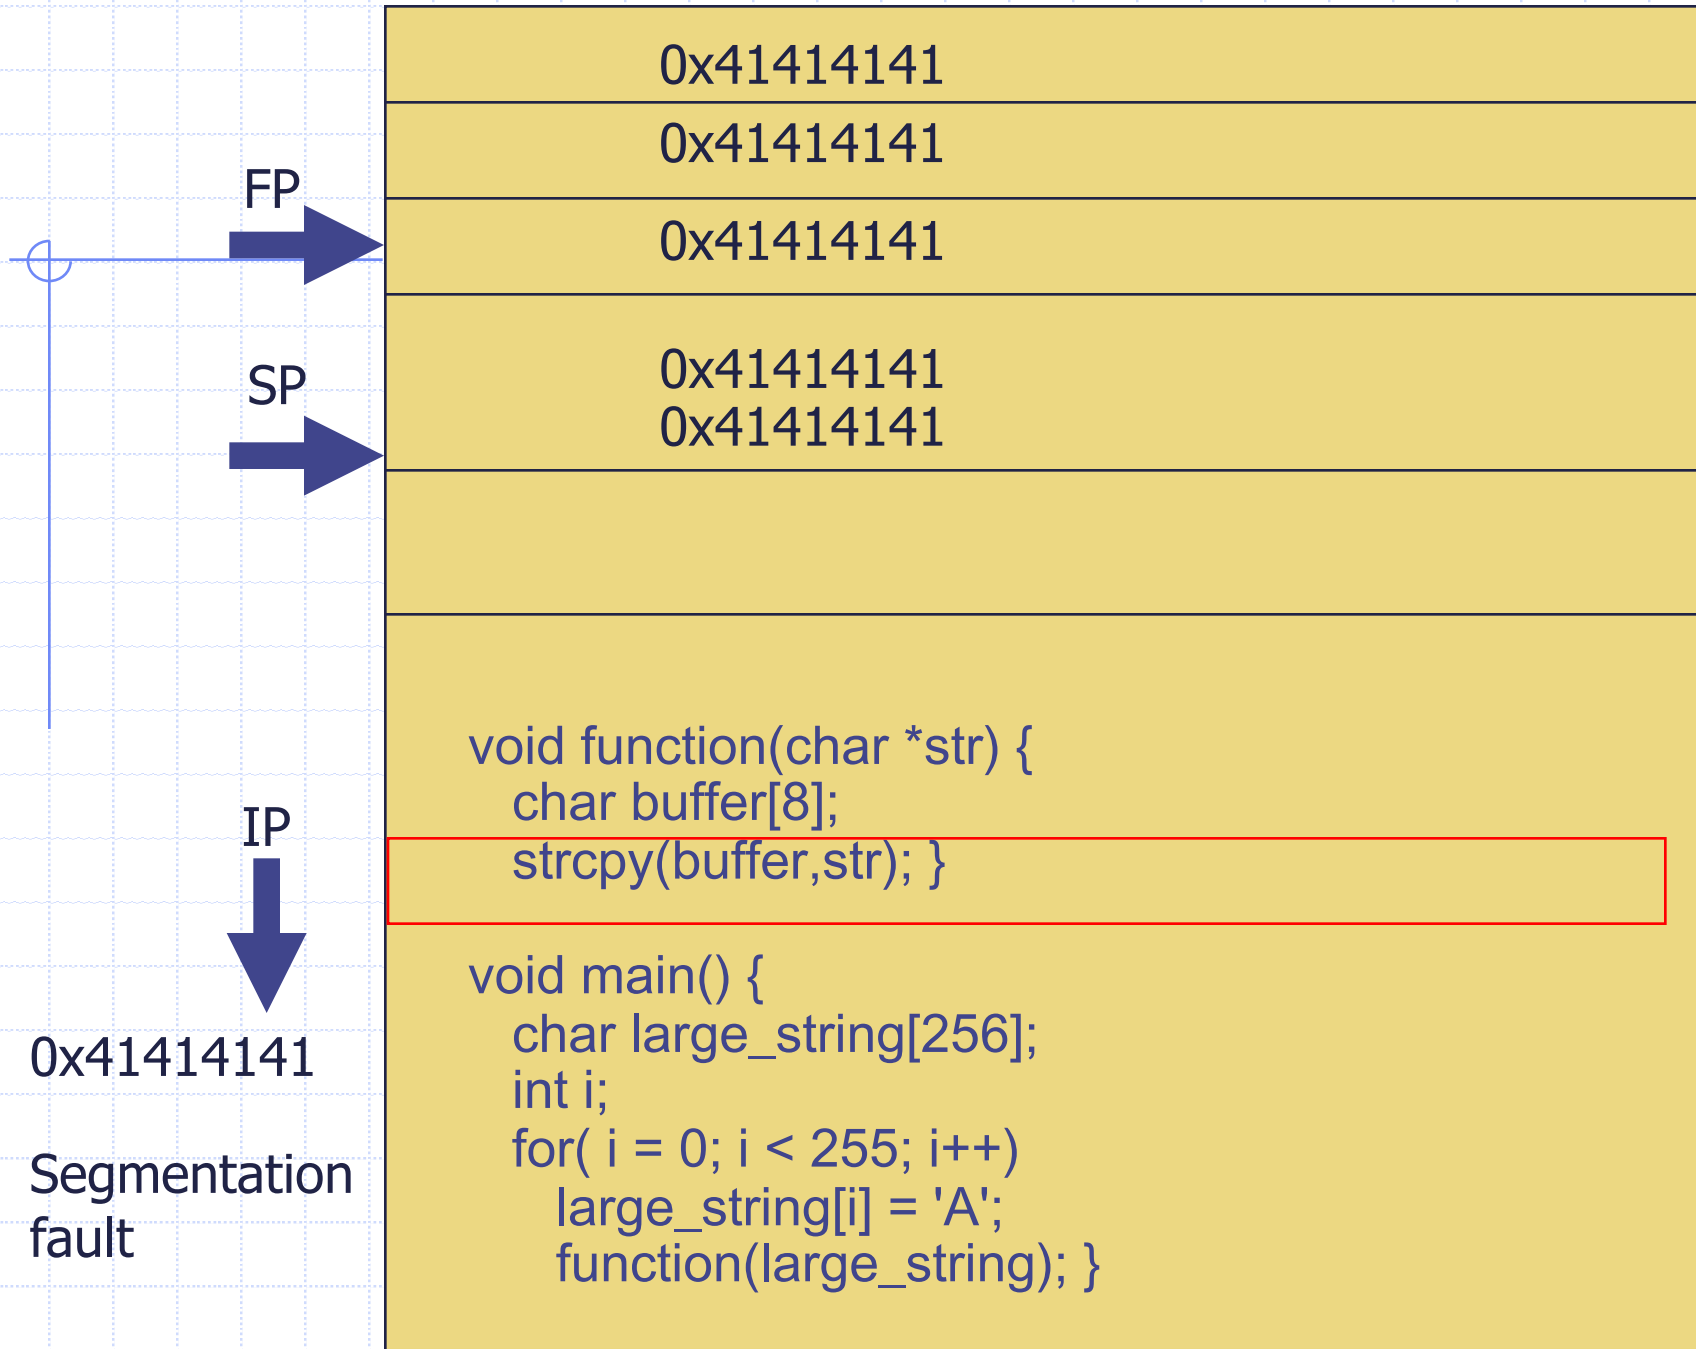 0x41414141
0x41414141
FP
0x41414141
SP
0x41414141
0x41414141
void function(char *str) {
char buffer[8];
strcpy(buffer,str); }
IP
void main() {
char large_string[256];
int i;
for( i = 0; i < 255; i++)
large_string[i] = 'A';
function(large_string); }
0x41414141
Segmentation
fault